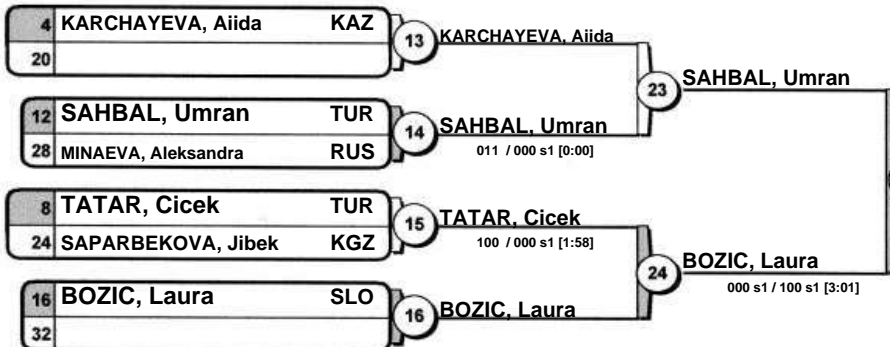 4 KARCHAYEVA, Aiida KAZ
20
13 KARCHAYEVA, Aiida
12 SAHBAL, Umran TUR
28 MINAEVA, Aleksandra RUS
14 SAHBAL, Umran
011 / 000 s1 [0:00]
23 SAHBAL, Umran
8 TATAR, Cicek TUR
24 SAPARBEKOVA, Jibek KGZ
15 TATAR, Cicek
100 / 000 s1 [1:58]
16 BOZIC, Laura SLO
32
16 BOZIC, Laura
24 BOZIC, Laura
000 s1 / 100 s1 [3:01]